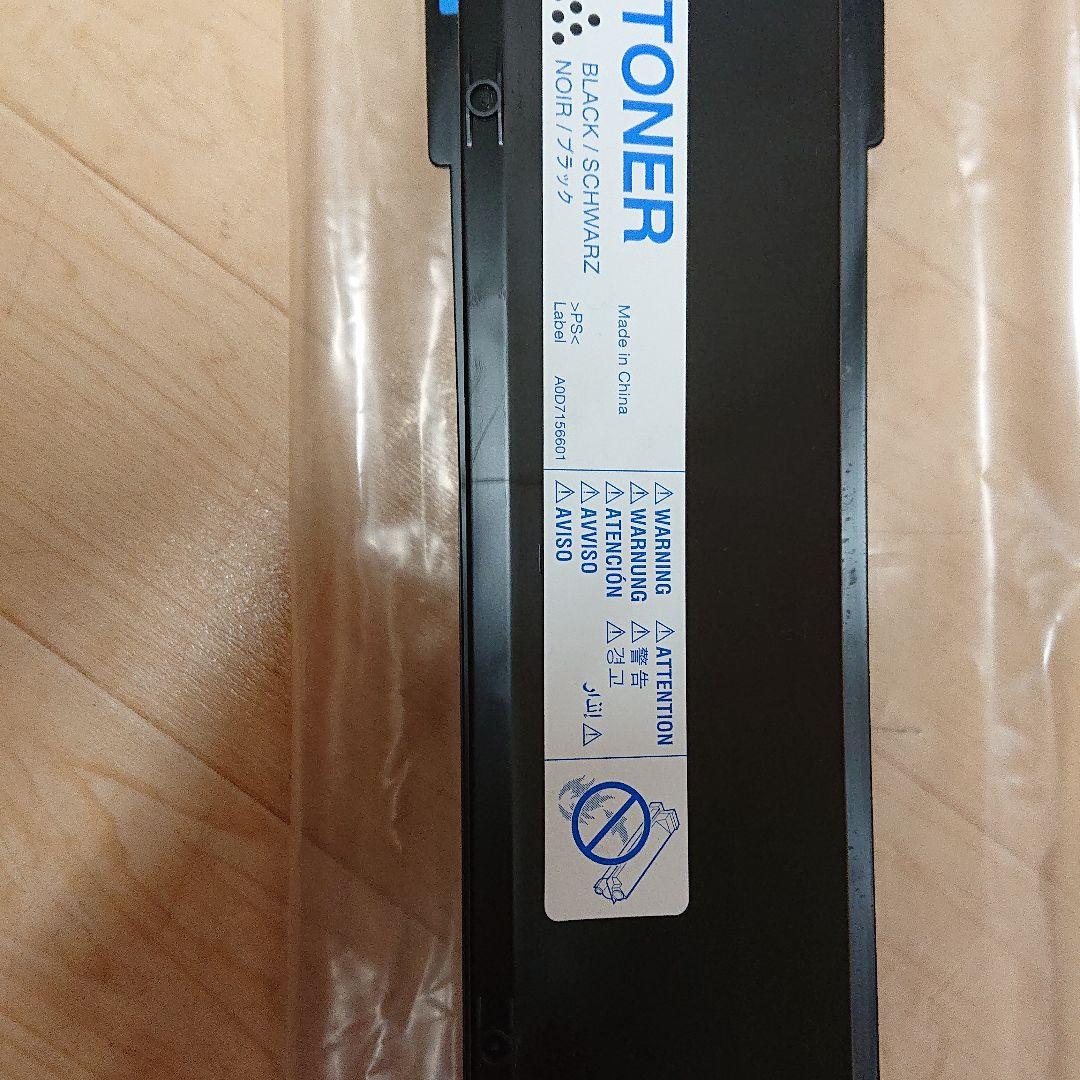 TONER
BLACK / SCHWARZ
NOIR / ブラック
Made in China
>PS<
Label A0D7156601
⚠ WARNING ⚠ ATTENTION
⚠ WARNUNG ⚠ 警告
⚠ ATENCIÓN ⚠ 경고
⚠ AVVISO إنذار ⚠
⚠ AVISO